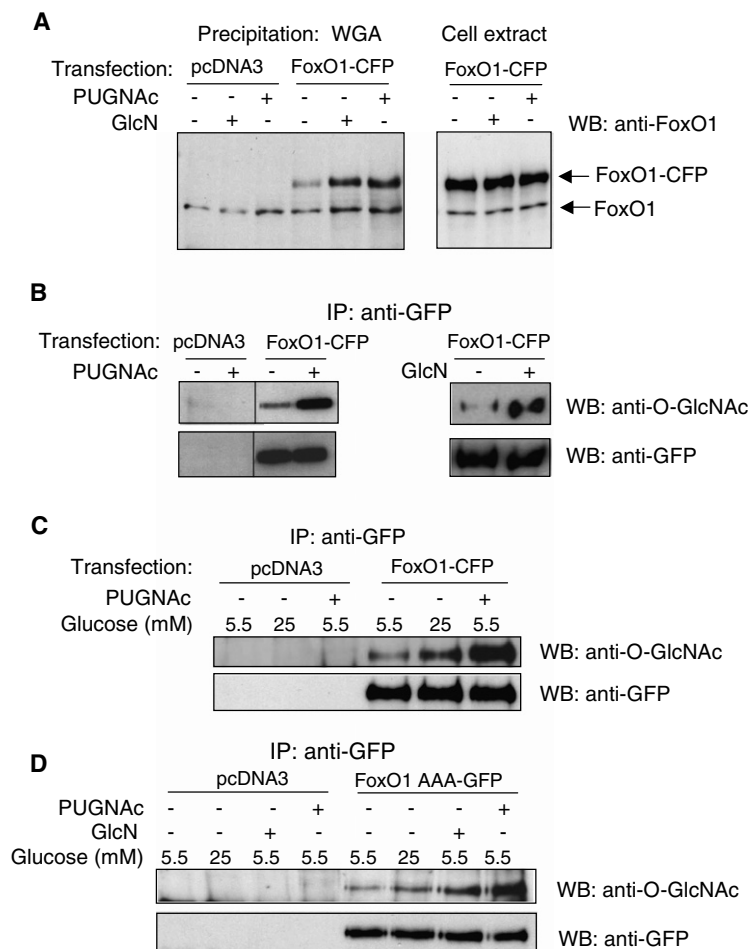 A
Precipitation: WGA
Cell extract
Transfection: pcDNA3 FoxO1-CFP
FoxO1-CFP
PUGNAc - - + - - + - - +
GlcN - + - - + - - + -
WB: anti-FoxO1
FoxO1-CFP
FoxO1
B
IP: anti-GFP
Transfection: pcDNA3 FoxO1-CFP
FoxO1-CFP
PUGNAc - + - +
GlcN - +
WB: anti-O-GlcNAc
WB: anti-GFP
C
IP: anti-GFP
Transfection: pcDNA3 FoxO1-CFP
PUGNAc - - + - - +
Glucose (mM) 5.5 25 5.5 5.5 25 5.5
WB: anti-O-GlcNAc
WB: anti-GFP
D
IP: anti-GFP
pcDNA3 FoxO1 AAA-GFP
PUGNAc - - - + - - - +
GlcN - - + - - - + -
Glucose (mM) 5.5 25 5.5 5.5 5.5 25 5.5 5.5
WB: anti-O-GlcNAc
WB: anti-GFP